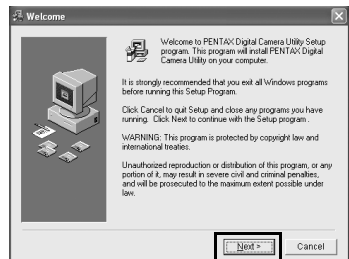 Welcome
Welcome to PENTAX Digital Camera Utility Setup
program. This program will install PENTAX Digital
Camera Utility on your computer.
It is strongly recommended that you exit all Windows programs
before running this Setup Program.
Click Cancel to quit Setup and close any programs you have
running. Click Next to continue with the Setup program .
WARNING: This program is protected by copyright law and
international treaties.
Unauthorized reproduction or distribution of this program, or any
portion of it, may result in severe civil and criminal penalties,
and will be prosecuted to the maximum extent possible under
law.
Next >
Cancel